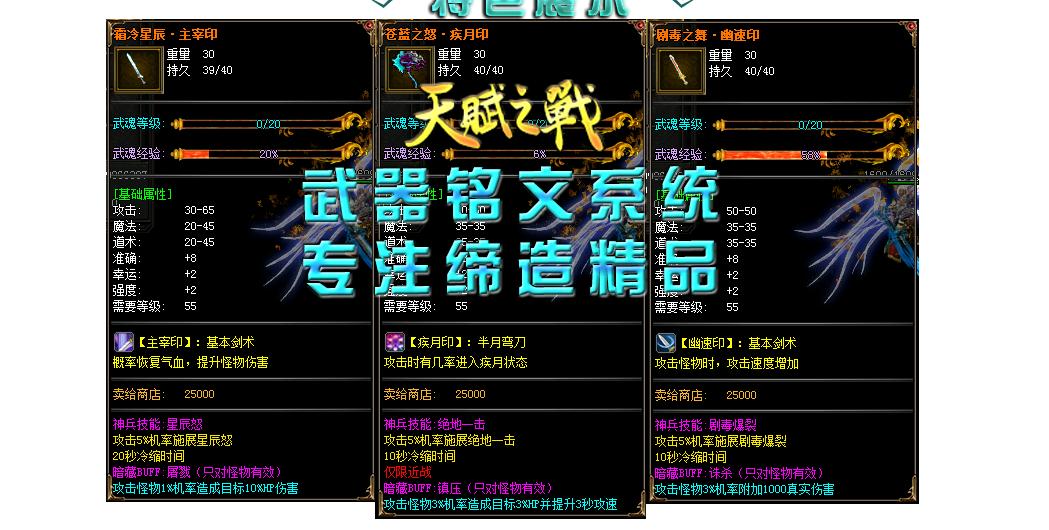 特色展示
霜冷星辰·主宰印
重量 30
持久 39/40
武魂等级: 0/20
武魂经验: 20%
[基础属性]
攻击: 30-65
魔法: 20-45
道术: 20-45
准确: +8
幸运: +2
强度: +2
需要等级: 55
【主宰印】: 基本剑术
概率恢复气血，提升怪物伤害
卖给商店: 25000
神兵技能:星辰怒
攻击5%机率施展星辰怒
20秒冷缩时间
暗藏BUFF:屠戮（只对怪物有效）
攻击怪物1%机率造成目标10%HP伤害
苍蓝之怒·疾月印
重量 30
持久 40/40
武魂经验: 6%
35-35
需要等级: 55
【疾月印】: 半月弯刀
攻击时有几率进入疾月状态
卖给商店: 25000
神兵技能:绝地一击
攻击5%机率施展绝地一击
10秒冷缩时间
仅限近战
暗藏BUFF:镇压（只对怪物有效）
攻击怪物3%机率造成目标3%HP并提升3秒攻速
剧毒之舞·幽速印
重量 30
持久 40/40
武魂等级: 0/20
武魂经验: 58%
50-50
35-35
35-35
+8
+2
+2
需要等级: 55
【幽速印】: 基本剑术
攻击怪物时，攻击速度增加
卖给商店: 25000
神兵技能:剧毒爆裂
攻击5%机率施展剧毒爆裂
10秒冷缩时间
暗藏BUFF:诛杀（只对怪物有效）
攻击怪物3%机率附加1000真实伤害
天赋之戰
武器铭文系统
专注缔造精品